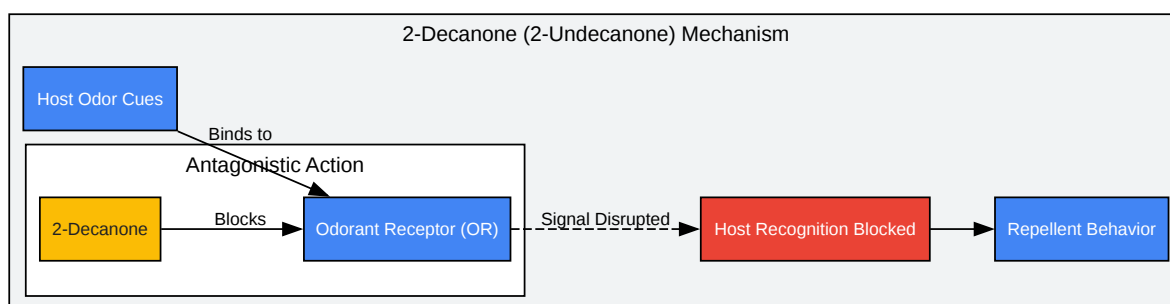 2-Decanone (2-Undecanone) Mechanism
Host Odor Cues
Binds to
Antagonistic Action
2-Decanone
Blocks
Odorant Receptor (OR)
Signal Disrupted
Host Recognition Blocked
Repellent Behavior